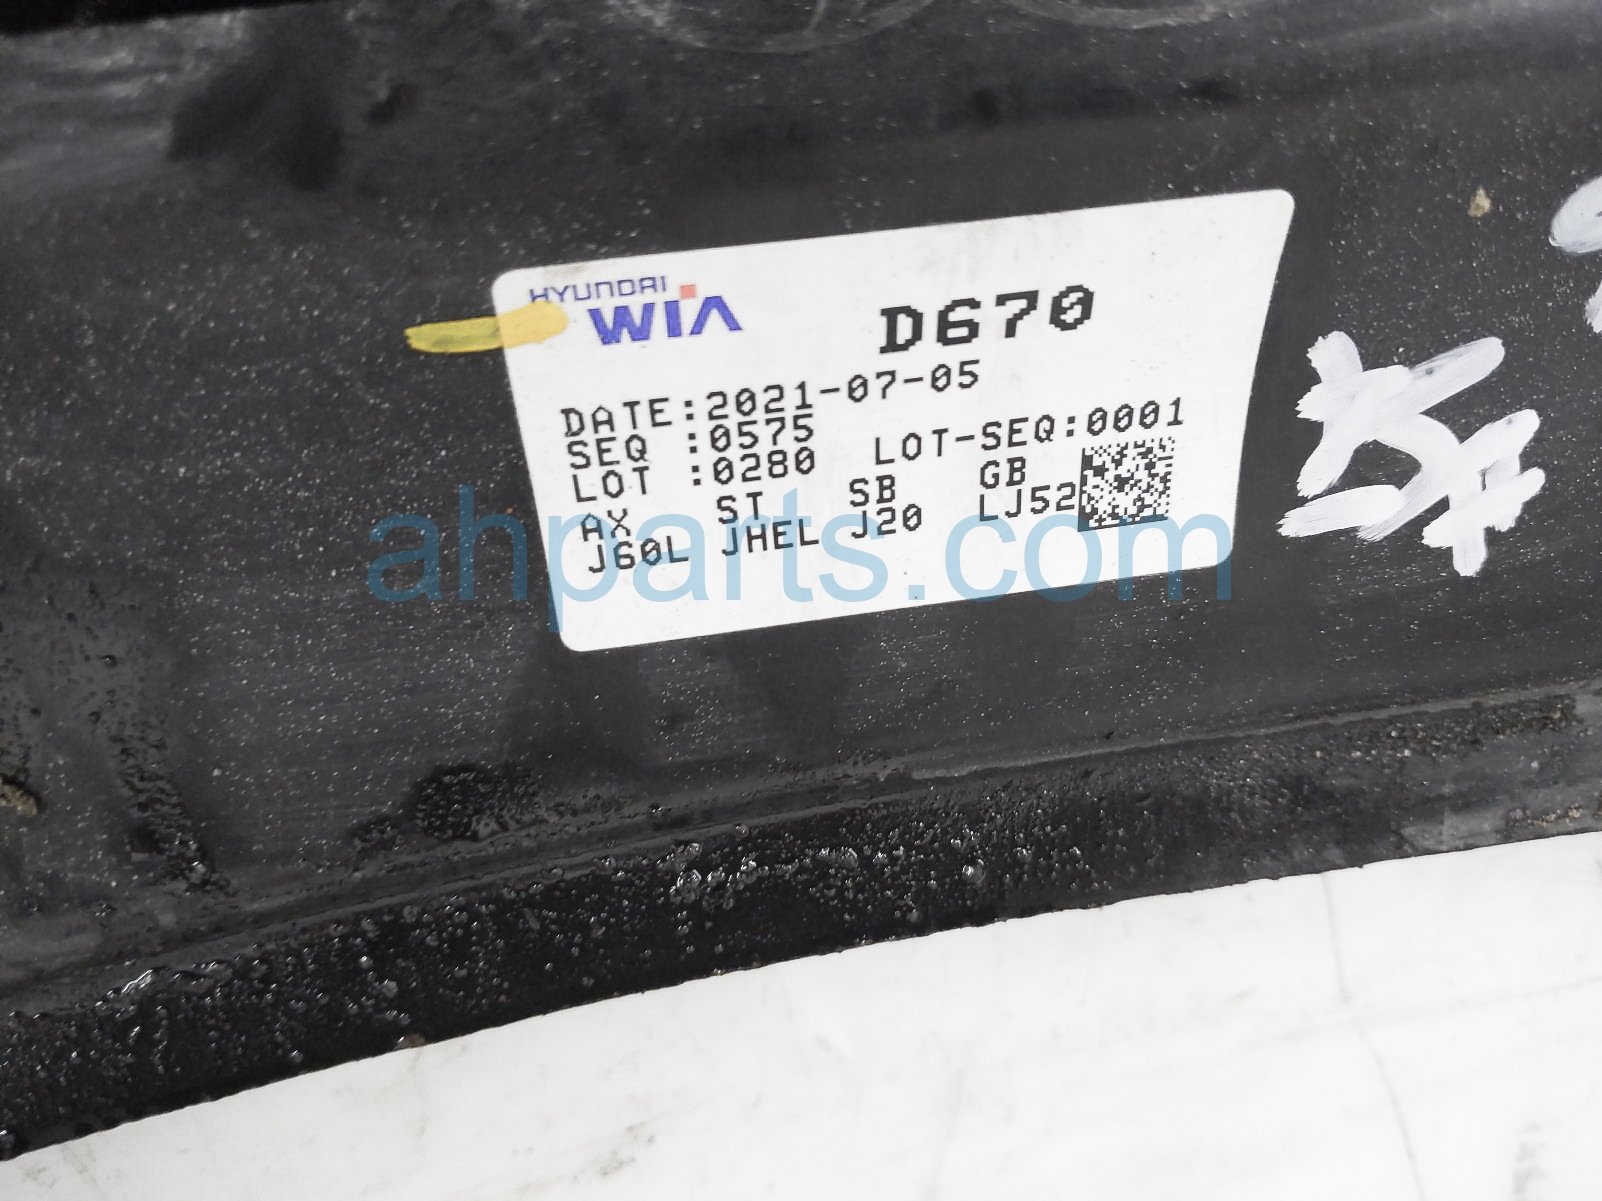 HYUNDAI
WIA D670
DATE:2021-07-05
SEQ :0575 LOT-SEQ:0001
LOT :0280
AX ST SB GB
J60L JHEL J20 LJ52
ahparts.com